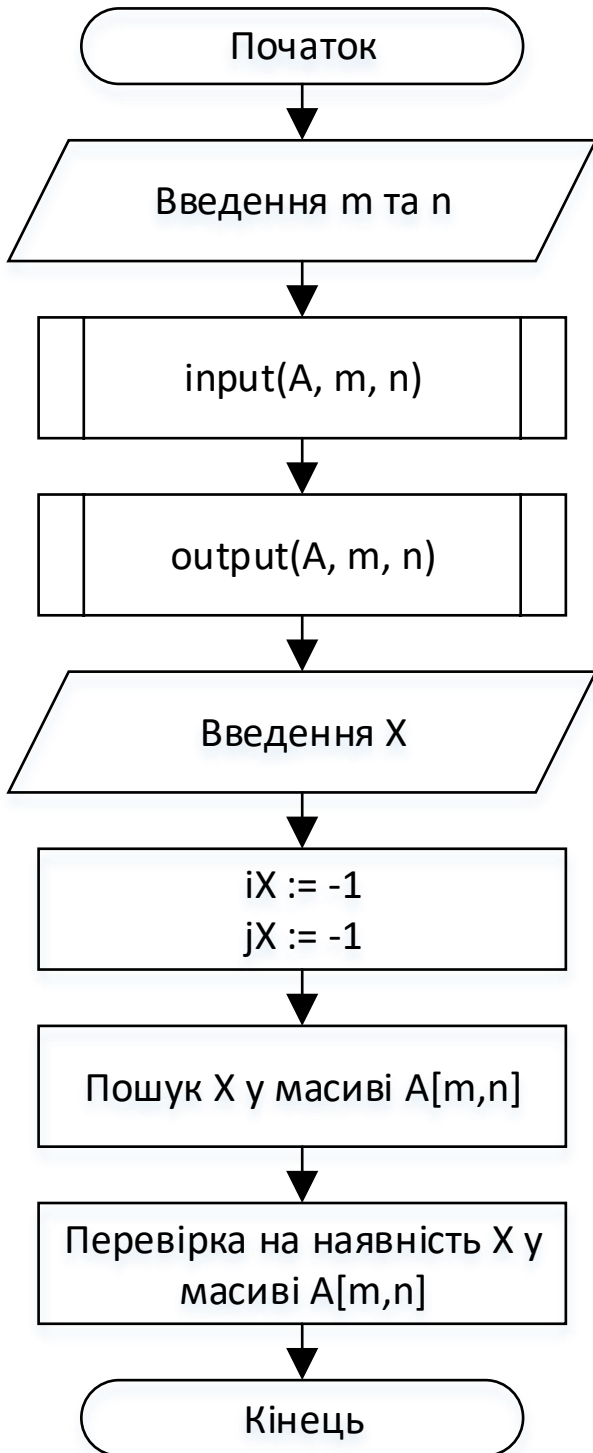 Початок
Введення m та n
input(A, m, n)
output(A, m, n)
Введення X
iX := -1
jX := -1
Пошук X у масиві A[m,n]
Перевірка на наявність X у
масиві A[m,n]
Кінець